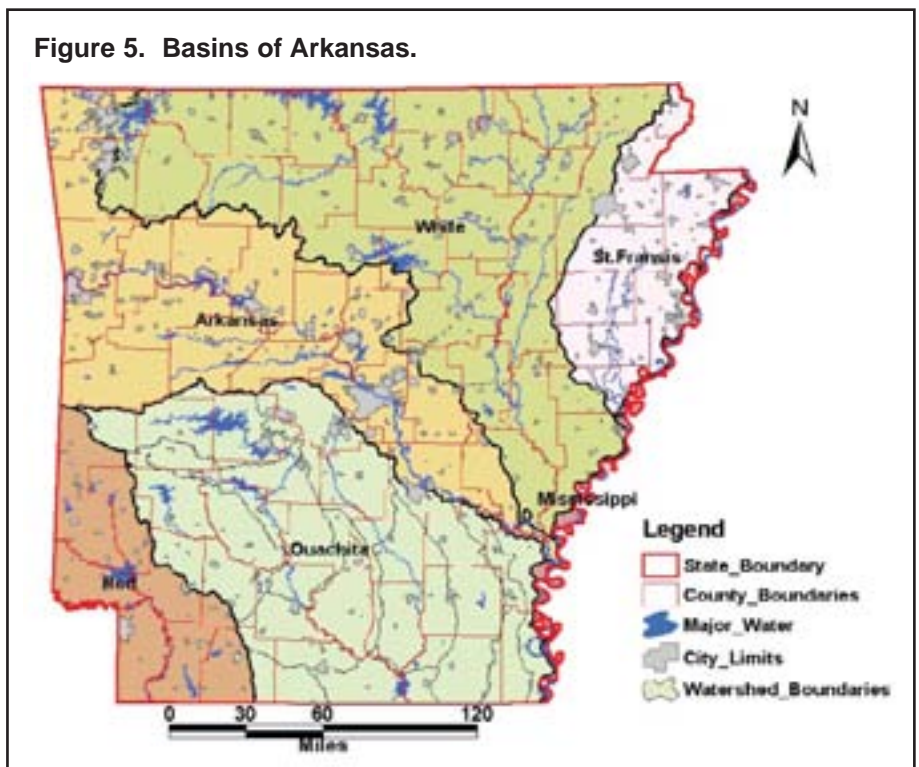 Figure 5. Basins of Arkansas.
N
White
St.Francis
Arkansas
Mississippi
Ouachita
Red
Legend
State_Boundary
County_Boundaries
Major_Water
City_Limits
Watershed_Boundaries
0 30 60 120
Miles